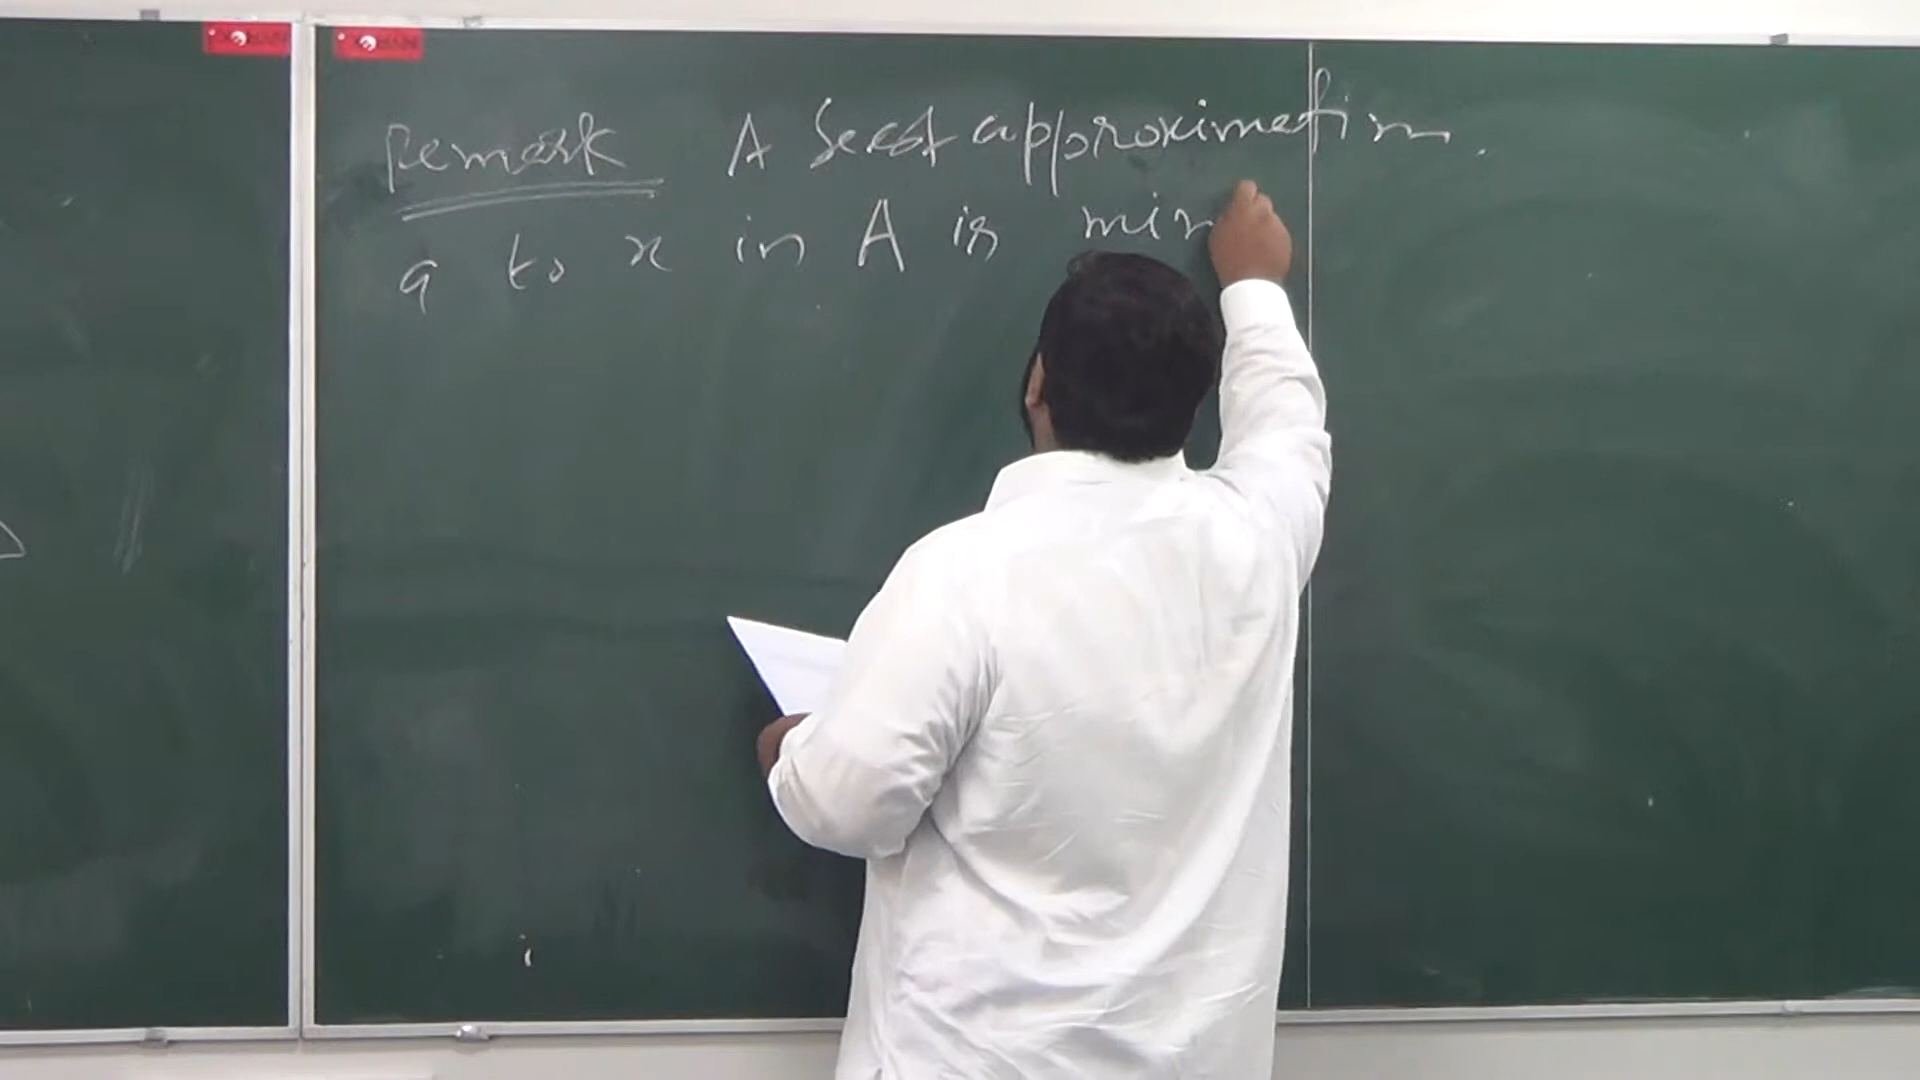 Remark A best approximation.
a to x in A is min